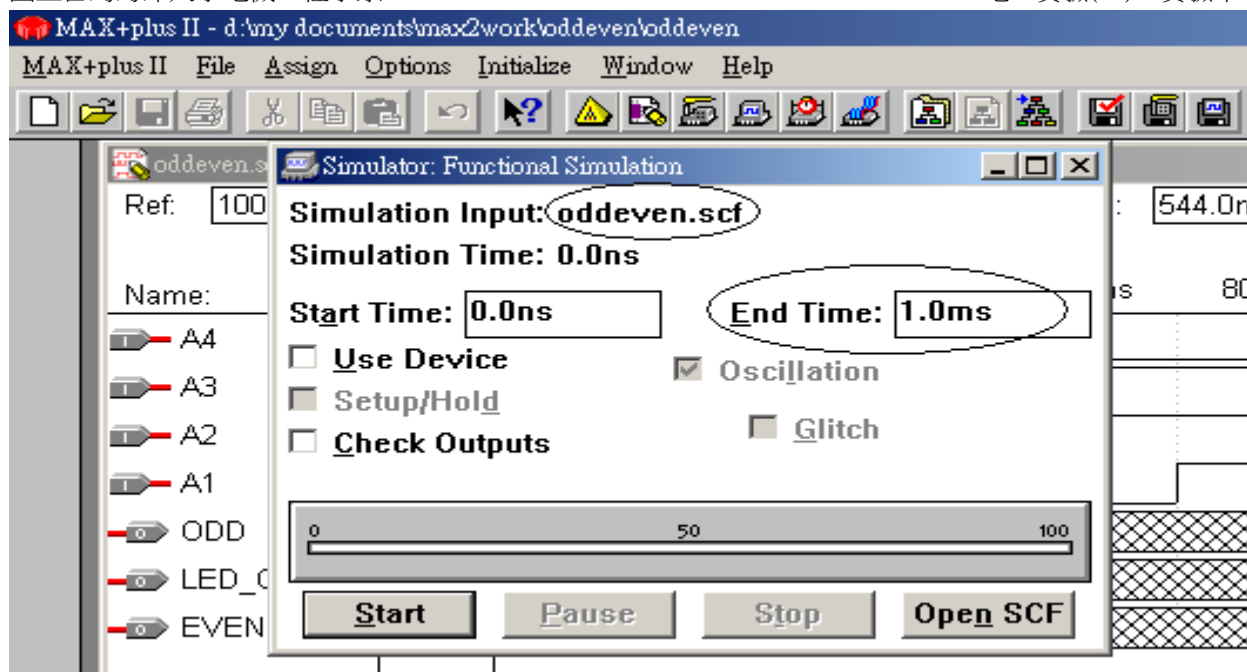 MAX+plus II - d:\my documents\max2work\oddeven\oddeven
MAX+plus II File Assign Options Initialize Window Help
oddeven.s
Simulator: Functional Simulation
Ref: 100
544.0n
Simulation Input: oddeven.scf
Simulation Time: 0.0ns
Name:
Start Time: 0.0ns
End Time: 1.0ms
80
A4
Use Device
Oscillation
A3
Setup/Hold
Glitch
A2
Check Outputs
A1
ODD
0 50 100
LED_
EVEN
Start Pause Stop Open SCF